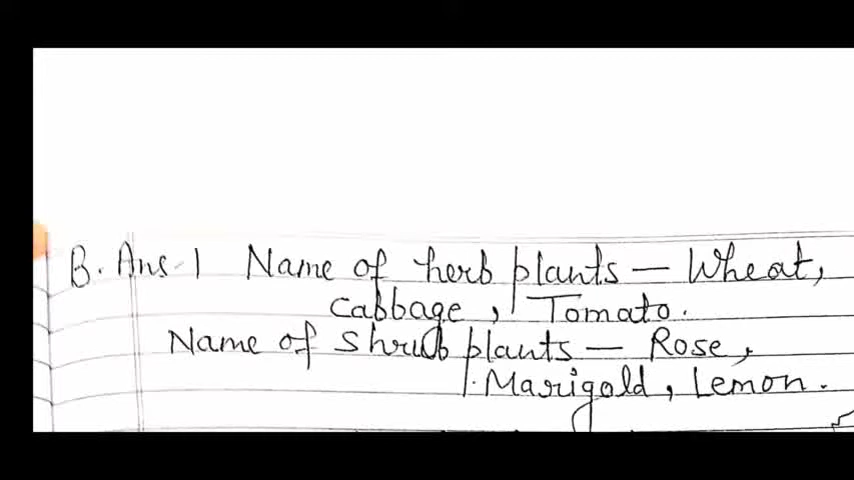 B. Ans-1 Name of herb plants — Wheat,
Cabbage, Tomato.
Name of Shrub plants — Rose,
Marigold, Lemon.